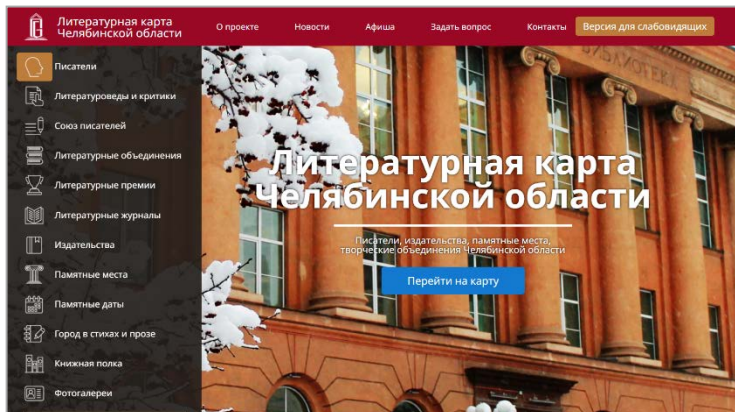 Литературная карта
Челябинской области
О проекте
Новости
Афиша
Задать вопрос
Контакты
Версия для слабовидящих
Писатели
Литературоведы и критики
Союз писателей
Литературные объединения
Литературные премии
Литературные журналы
Издательства
Памятные места
Памятные даты
Город в стихах и прозе
Книжная полка
Фотогалереи
БИБЛИОТЕКА
Литературная карта
Челябинской области
Писатели, издательства, памятные места,
творческие объединения Челябинской области
Перейти на карту